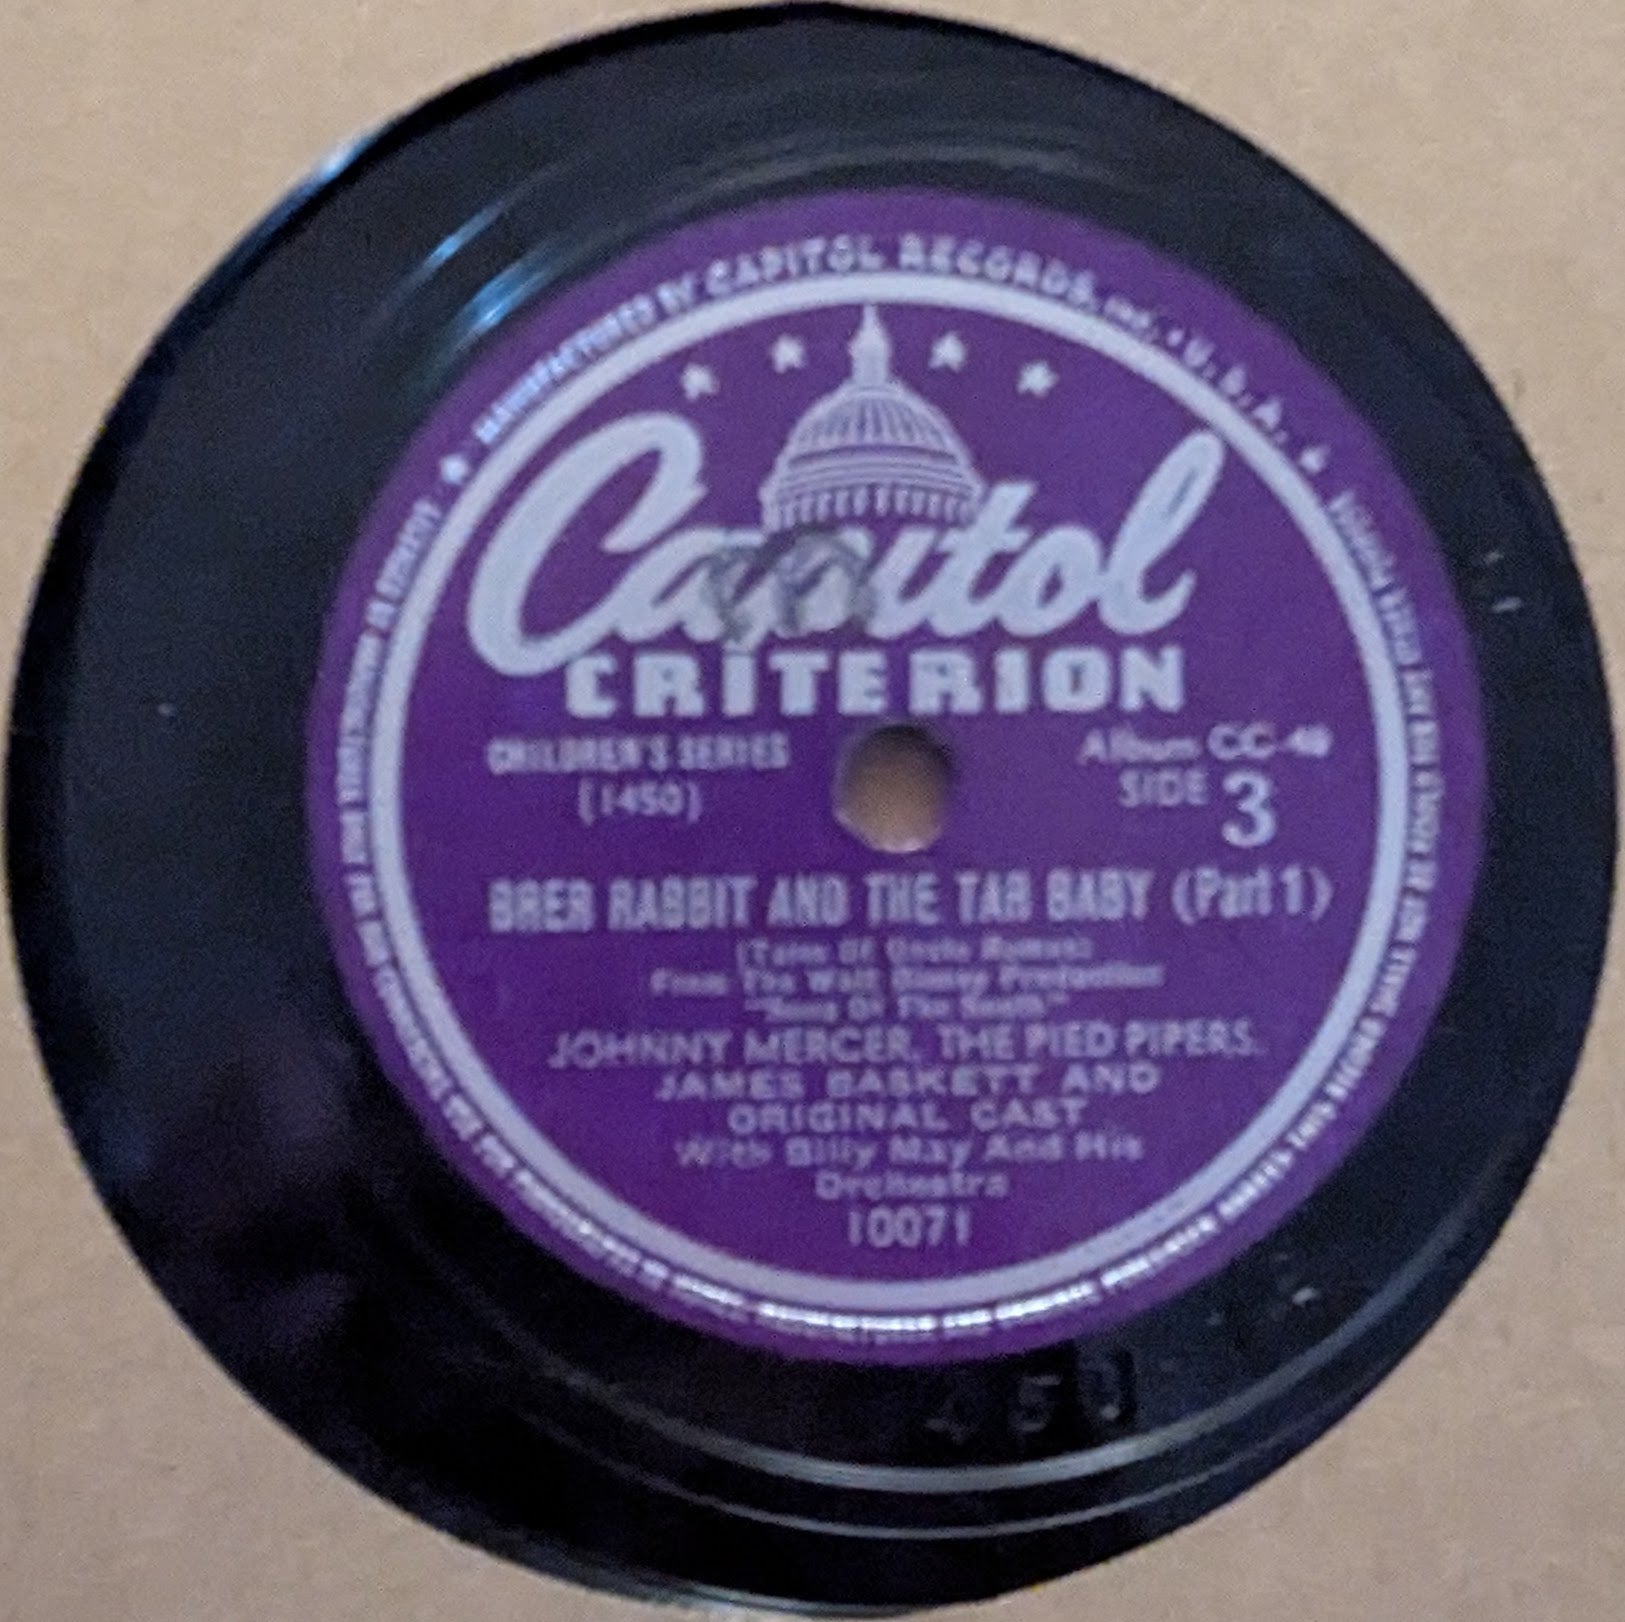 MANUFACTURED BY CAPITOL RECORDS, INC., U.S.A.
Capitol
CRITERION
CHILDREN'S SERIES
(1450)
Album CC-40
SIDE 3
BRER RABBIT AND THE TAR BABY (Part 1)
(Tales Of Uncle Remus)
From The Walt Disney Production
"Song Of The South"
JOHNNY MERCER, THE PIED PIPERS,
JAMES BASKETT AND
ORIGINAL CAST
With Billy May And His
Orchestra
10071